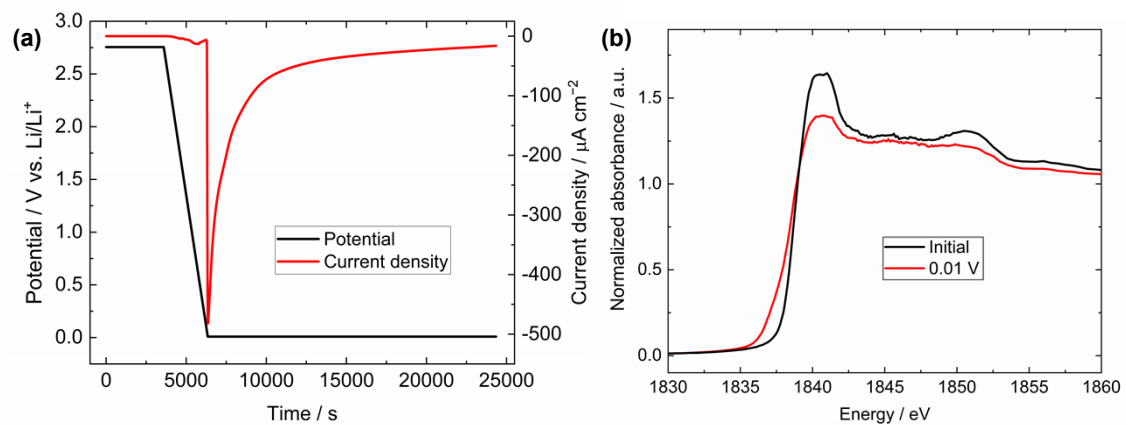 (a)
3.0
2.5
2.0
1.5
1.0
0.5
0.0
Potential / V vs. Li/Li⁺
0
-100
-200
-300
-400
-500
Current density / μA cm⁻²
Potential
Current density
0 5000 10000 15000 20000 25000
Time / s
(b)
1.5
1.0
0.5
0.0
Normalized absorbance / a.u.
Initial
0.01 V
1830 1835 1840 1845 1850 1855 1860
Energy / eV